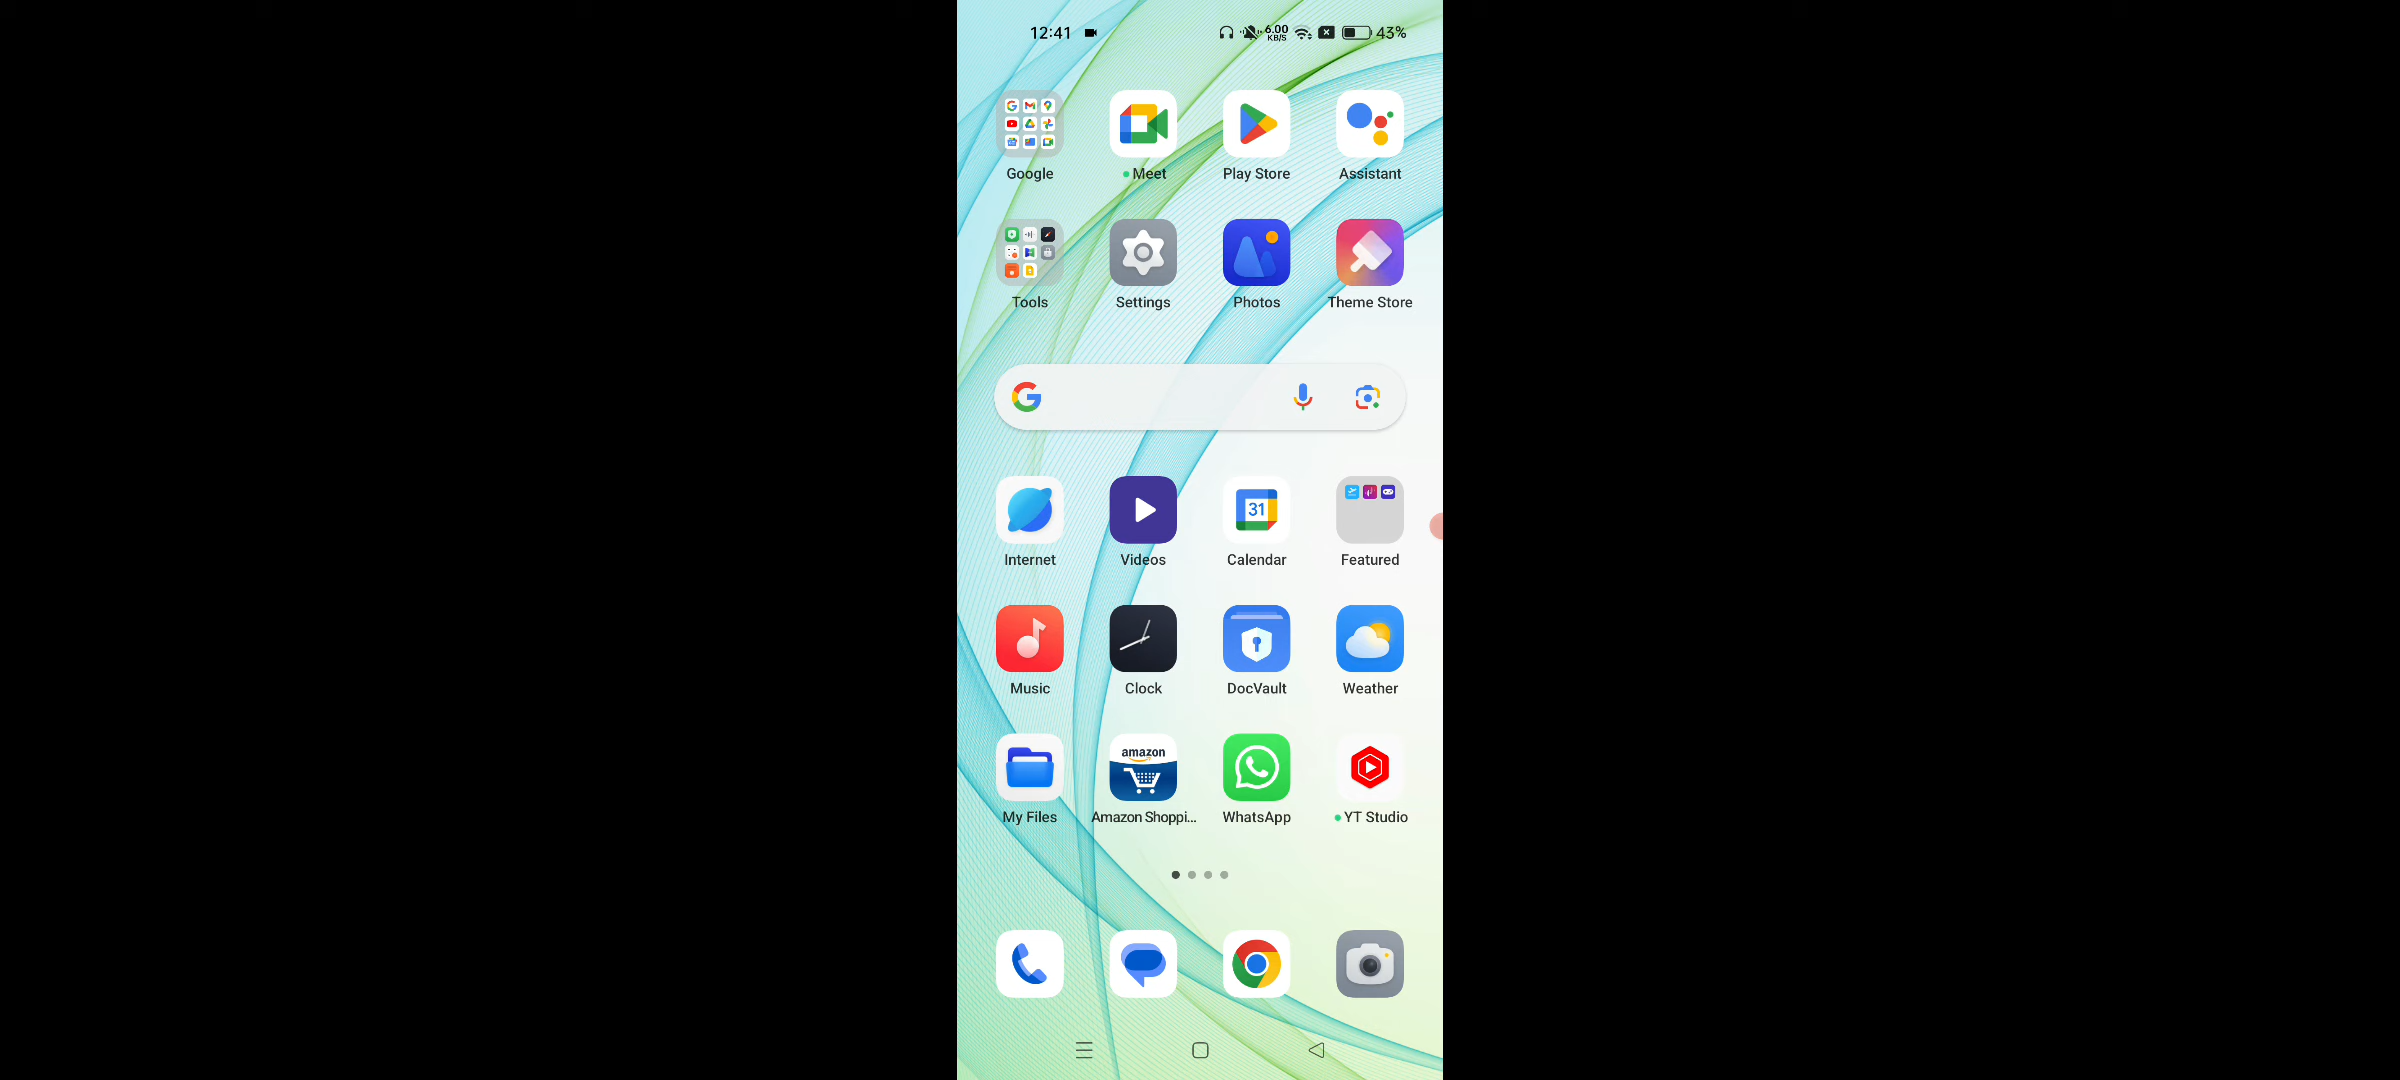 12:41 6.00 KB/S 43%
Google Meet Play Store Assistant
Tools Settings Photos Theme Store
31
Internet Videos Calendar Featured
Music Clock DocVault Weather
amazon
My Files Amazon Shoppi... WhatsApp YT Studio